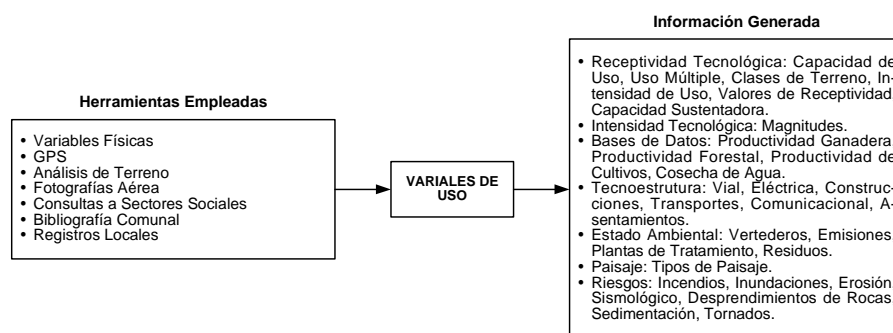 Herramientas Empleadas
• Variables Físicas
• GPS
• Análisis de Terreno
• Fotografías Aérea
• Consultas a Sectores Sociales
• Bibliografía Comunal
• Registros Locales
VARIALES DE
USO
Información Generada
• Receptividad Tecnológica: Capacidad de
Uso, Uso Múltiple, Clases de Terreno, In-
tensidad de Uso, Valores de Receptividad,
Capacidad Sustentadora.
• Intensidad Tecnológica: Magnitudes.
• Bases de Datos: Productividad Ganadera,
Productividad Forestal, Productividad de
Cultivos, Cosecha de Agua.
• Tecnoestrutura: Vial, Eléctrica, Construc-
ciones, Transportes, Comunicacional, A-
sentamientos.
• Estado Ambiental: Vertederos, Emisiones,
Plantas de Tratamiento, Residuos.
• Paisaje: Tipos de Paisaje.
• Riesgos: Incendios, Inundaciones, Erosión,
Sismológico, Desprendimientos de Rocas,
Sedimentación, Tornados.